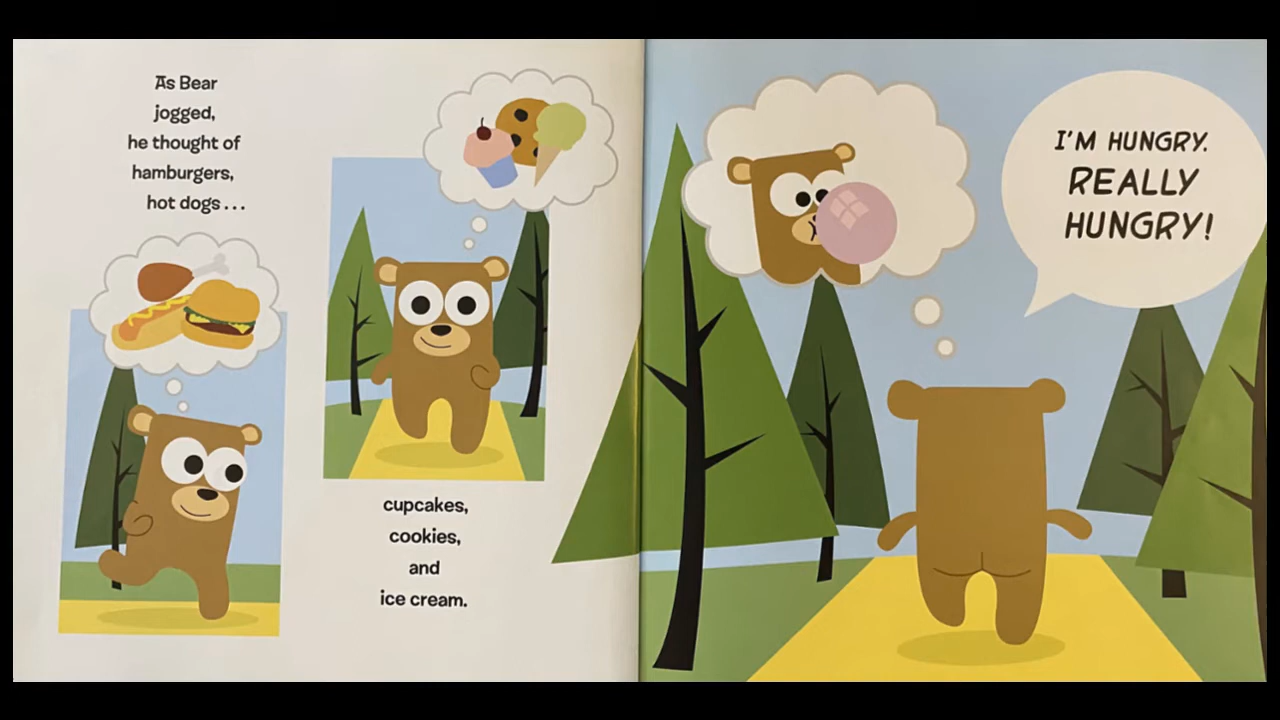 As Bear
jogged,
he thought of
hamburgers,
hot dogs...
cupcakes,
cookies,
and
ice cream.
I'M HUNGRY.
REALLY
HUNGRY!